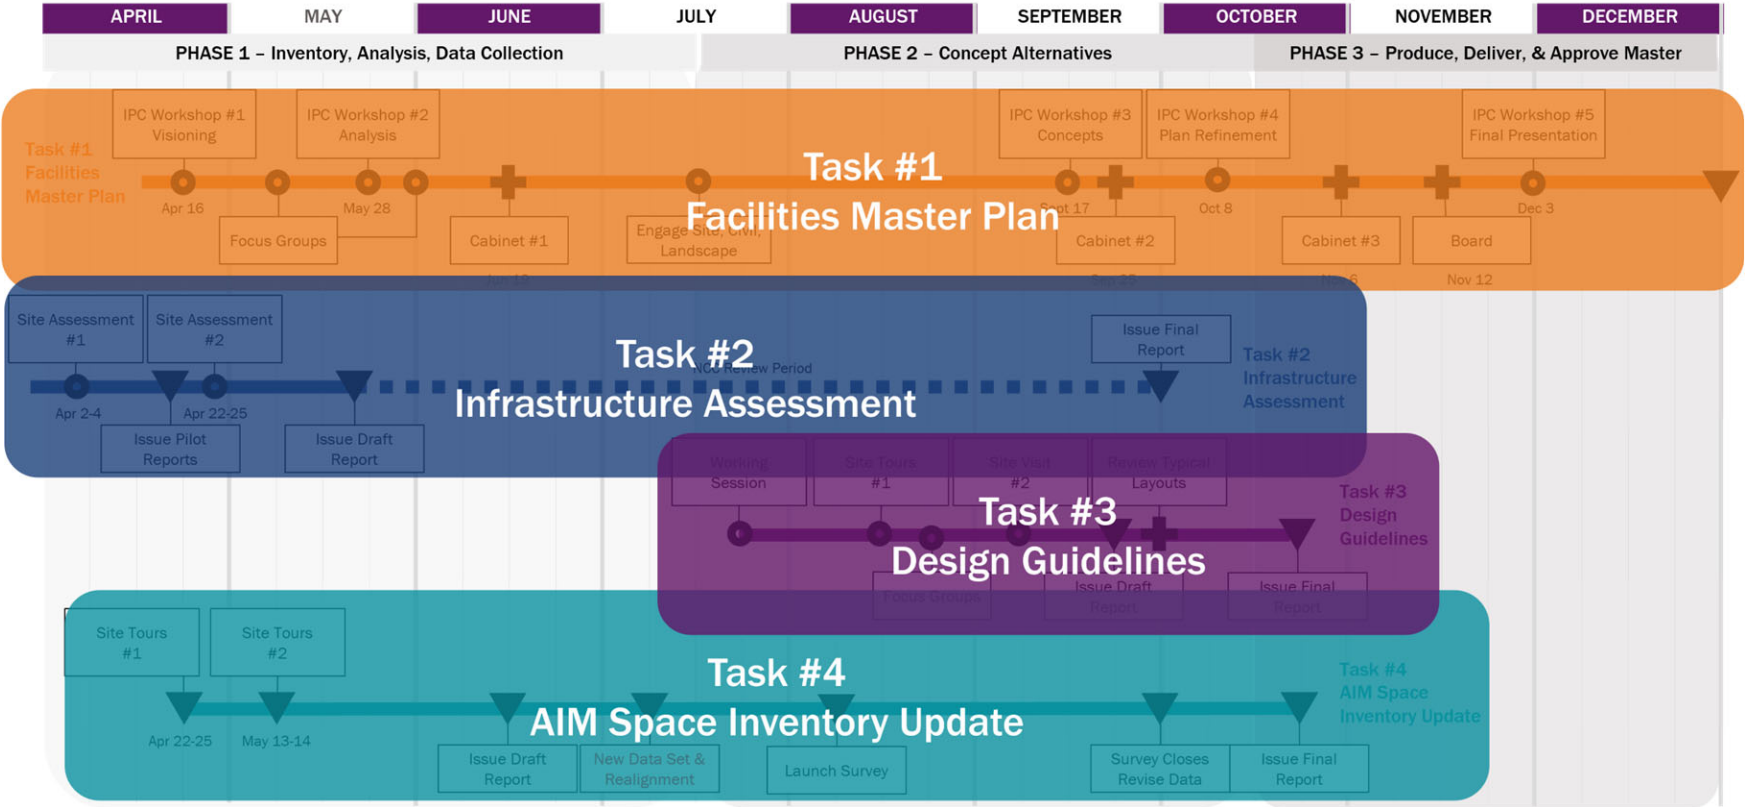 APRIL
MAY
JUNE
JULY
AUGUST
SEPTEMBER
OCTOBER
NOVEMBER
DECEMBER
PHASE 1 – Inventory, Analysis, Data Collection
PHASE 2 – Concept Alternatives
PHASE 3 – Produce, Deliver, & Approve Master
Task #1
Facilities
Master Plan
IPC Workshop #1
Visioning
IPC Workshop #2
Analysis
IPC Workshop #3
Concepts
IPC Workshop #4
Plan Refinement
IPC Workshop #5
Final Presentation
Task #1
Facilities Master Plan
Apr 16
May 28
Sept 17
Oct 8
Dec 3
Focus Groups
Cabinet #1
Engage Site, Civil,
Landscape
Cabinet #2
Cabinet #3
Board
Sep 25
Nov 6
Nov 12
Site Assessment
#1
Site Assessment
#2
Issue Final
Report
Task #2
Infrastructure
Assessment
Task #2
Infrastructure Assessment
NCC Review Period
Apr 2-4
Apr 22-25
Issue Pilot
Reports
Issue Draft
Report
Working
Session
Site Tours
#1
Site Visit
#2
Review Typical
Layouts
Task #3
Design
Guidelines
Task #3
Design Guidelines
Focus Groups
Issue Draft
Report
Issue Final
Report
Site Tours
#1
Site Tours
#2
Task #4
AIM Space Inventory Update
Task #4
AIM Space
Inventory Update
Apr 22-25
May 13-14
Issue Draft
Report
New Data Set &
Realignment
Launch Survey
Survey Closes
Revise Data
Issue Final
Report